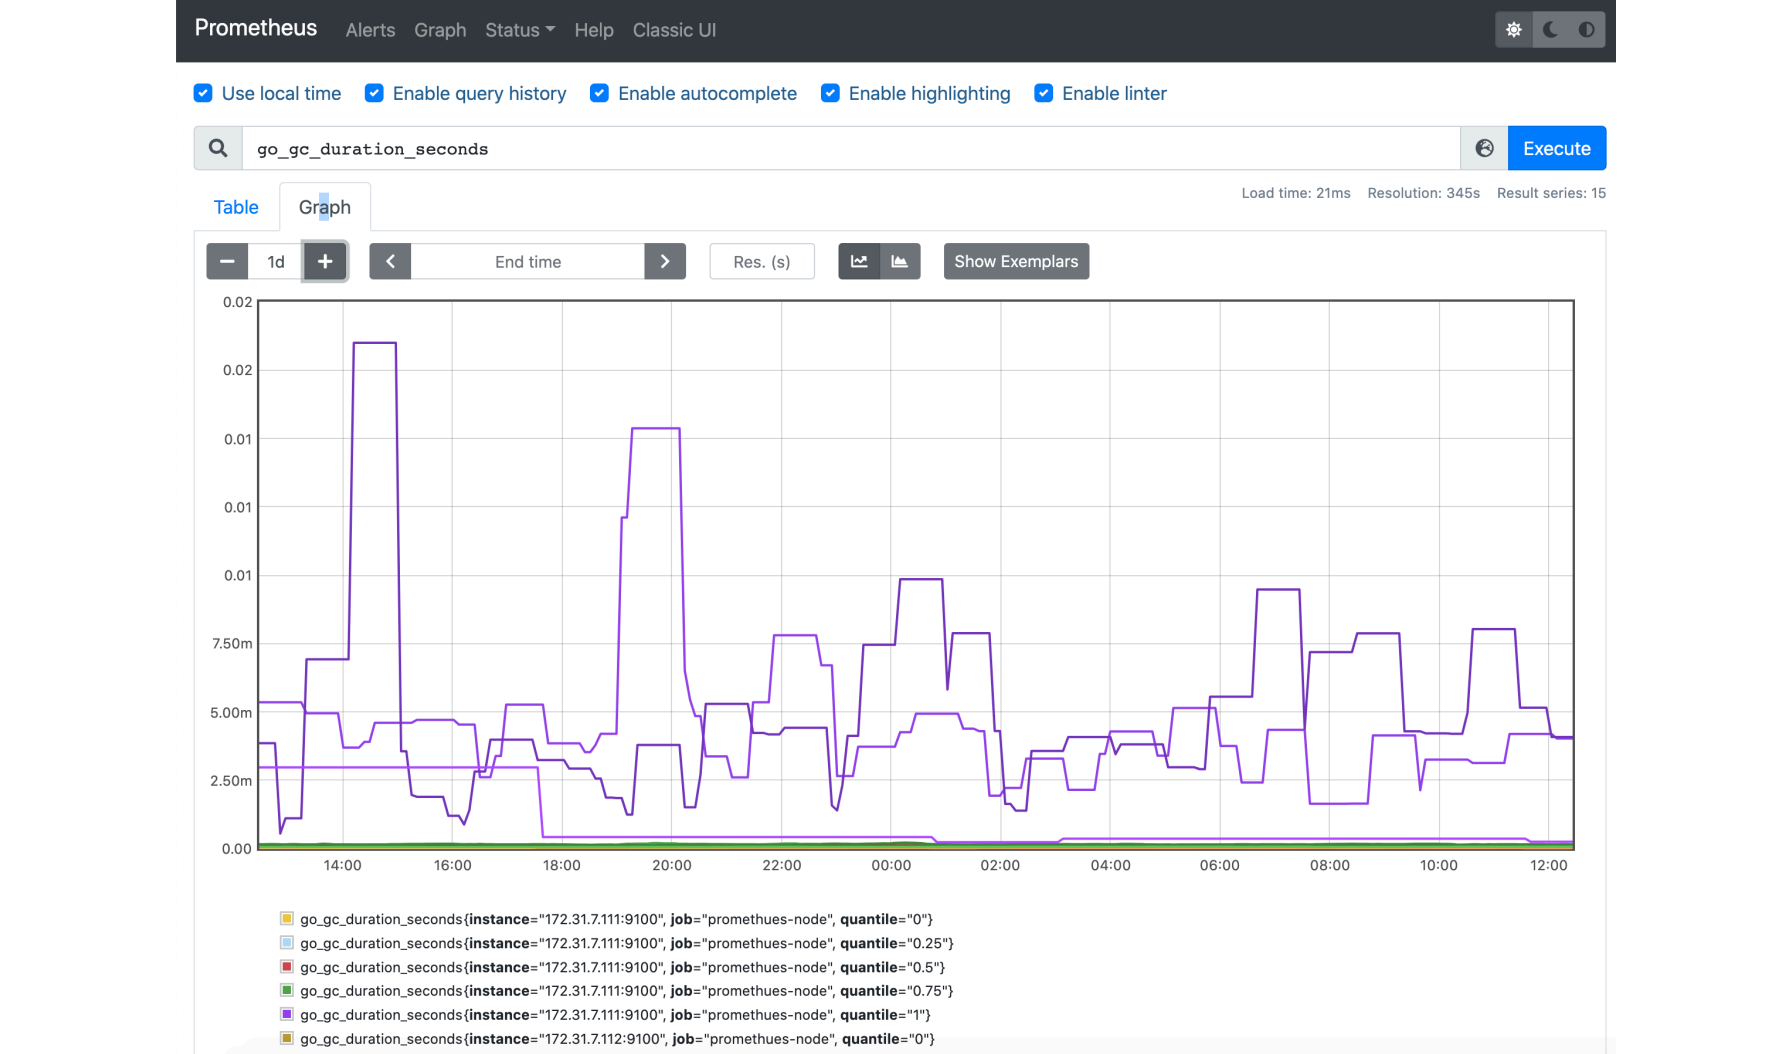 Prometheus Alerts Graph Status Help Classic UI
Use local time Enable query history Enable autocomplete Enable highlighting Enable linter
go_gc_duration_seconds Execute
Load time: 21ms Resolution: 345s Result series: 15
Table Graph
1d End time Res. (s) Show Exemplars
0.02
0.02
0.01
0.01
0.01
7.50m
5.00m
2.50m
0.00
14:00 16:00 18:00 20:00 22:00 00:00 02:00 04:00 06:00 08:00 10:00 12:00
go_gc_duration_seconds{instance="172.31.7.111:9100", job="promethues-node", quantile="0"}
go_gc_duration_seconds{instance="172.31.7.111:9100", job="promethues-node", quantile="0.25"}
go_gc_duration_seconds{instance="172.31.7.111:9100", job="promethues-node", quantile="0.5"}
go_gc_duration_seconds{instance="172.31.7.111:9100", job="promethues-node", quantile="0.75"}
go_gc_duration_seconds{instance="172.31.7.111:9100", job="promethues-node", quantile="1"}
go_gc_duration_seconds{instance="172.31.7.112:9100", job="promethues-node", quantile="0"}